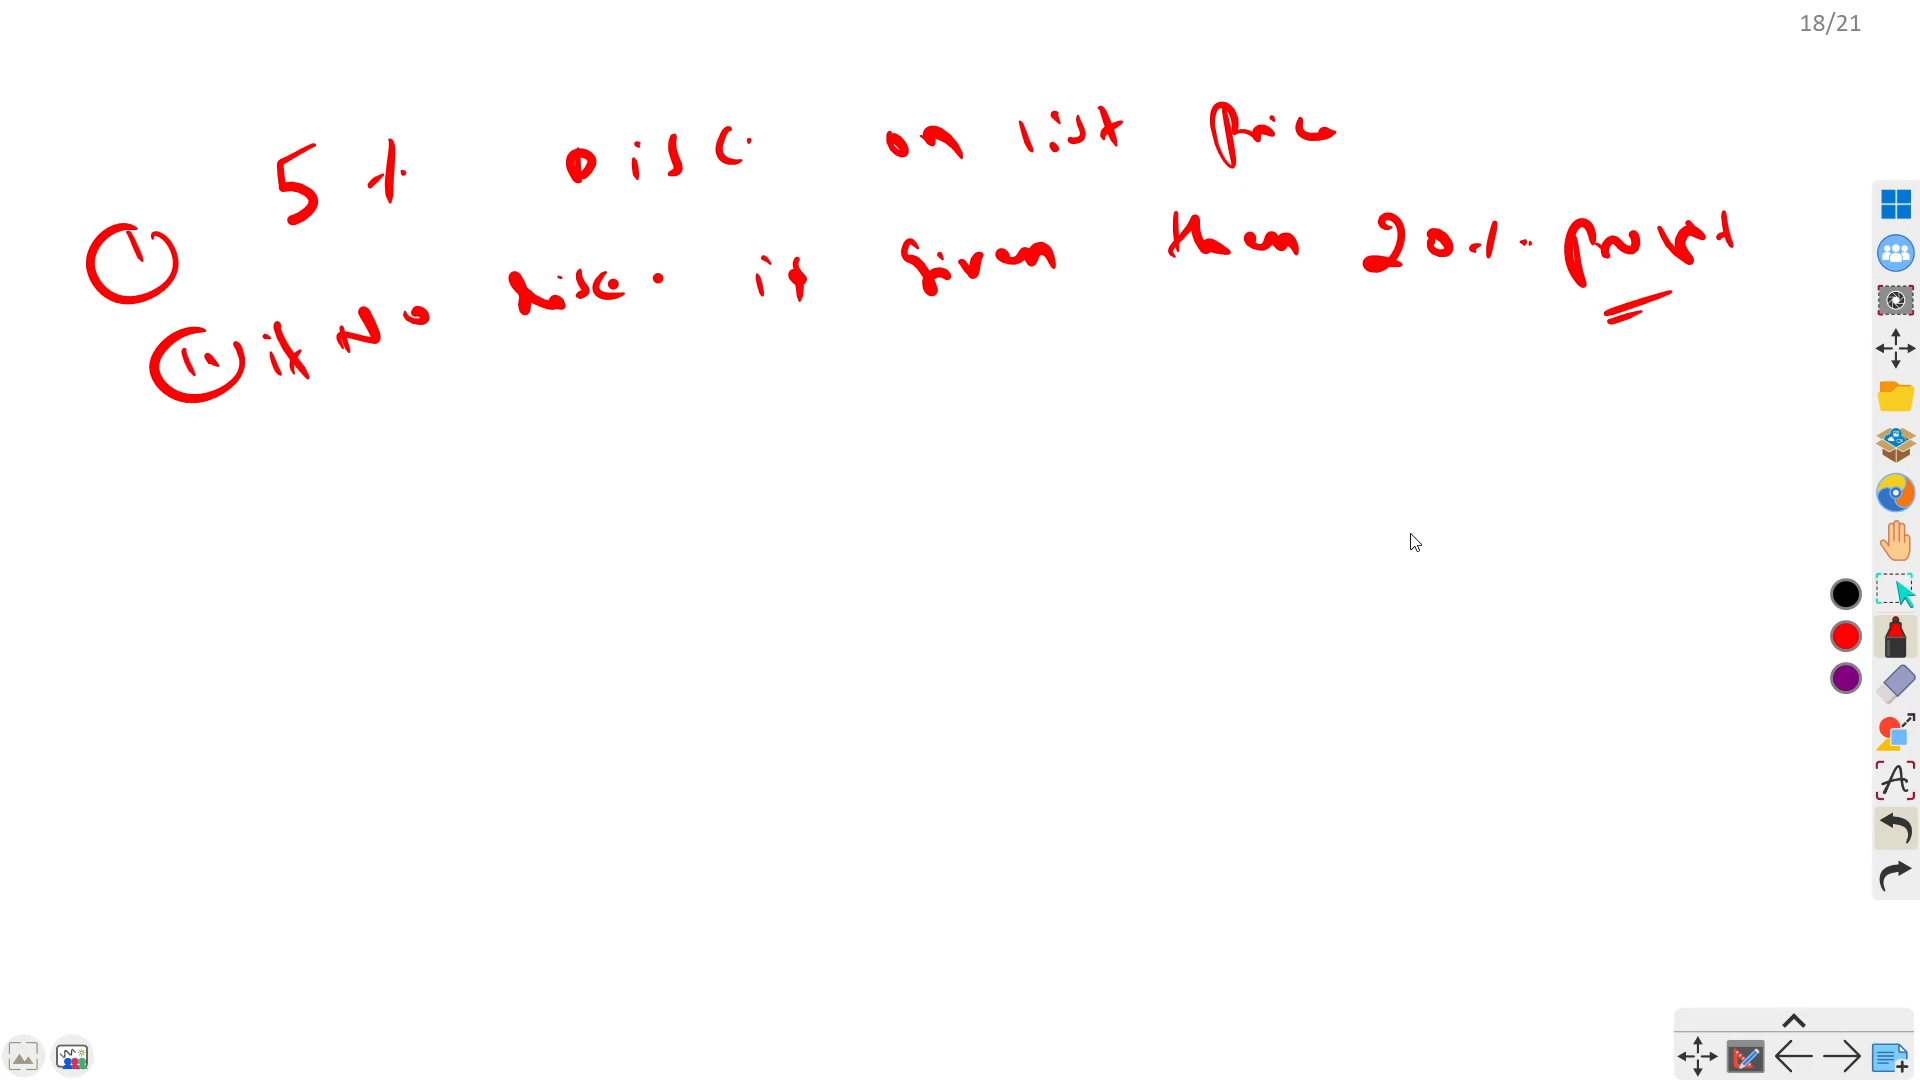 18/21
5% Disc. on list price
①
② if No disc. is given then 20% profit